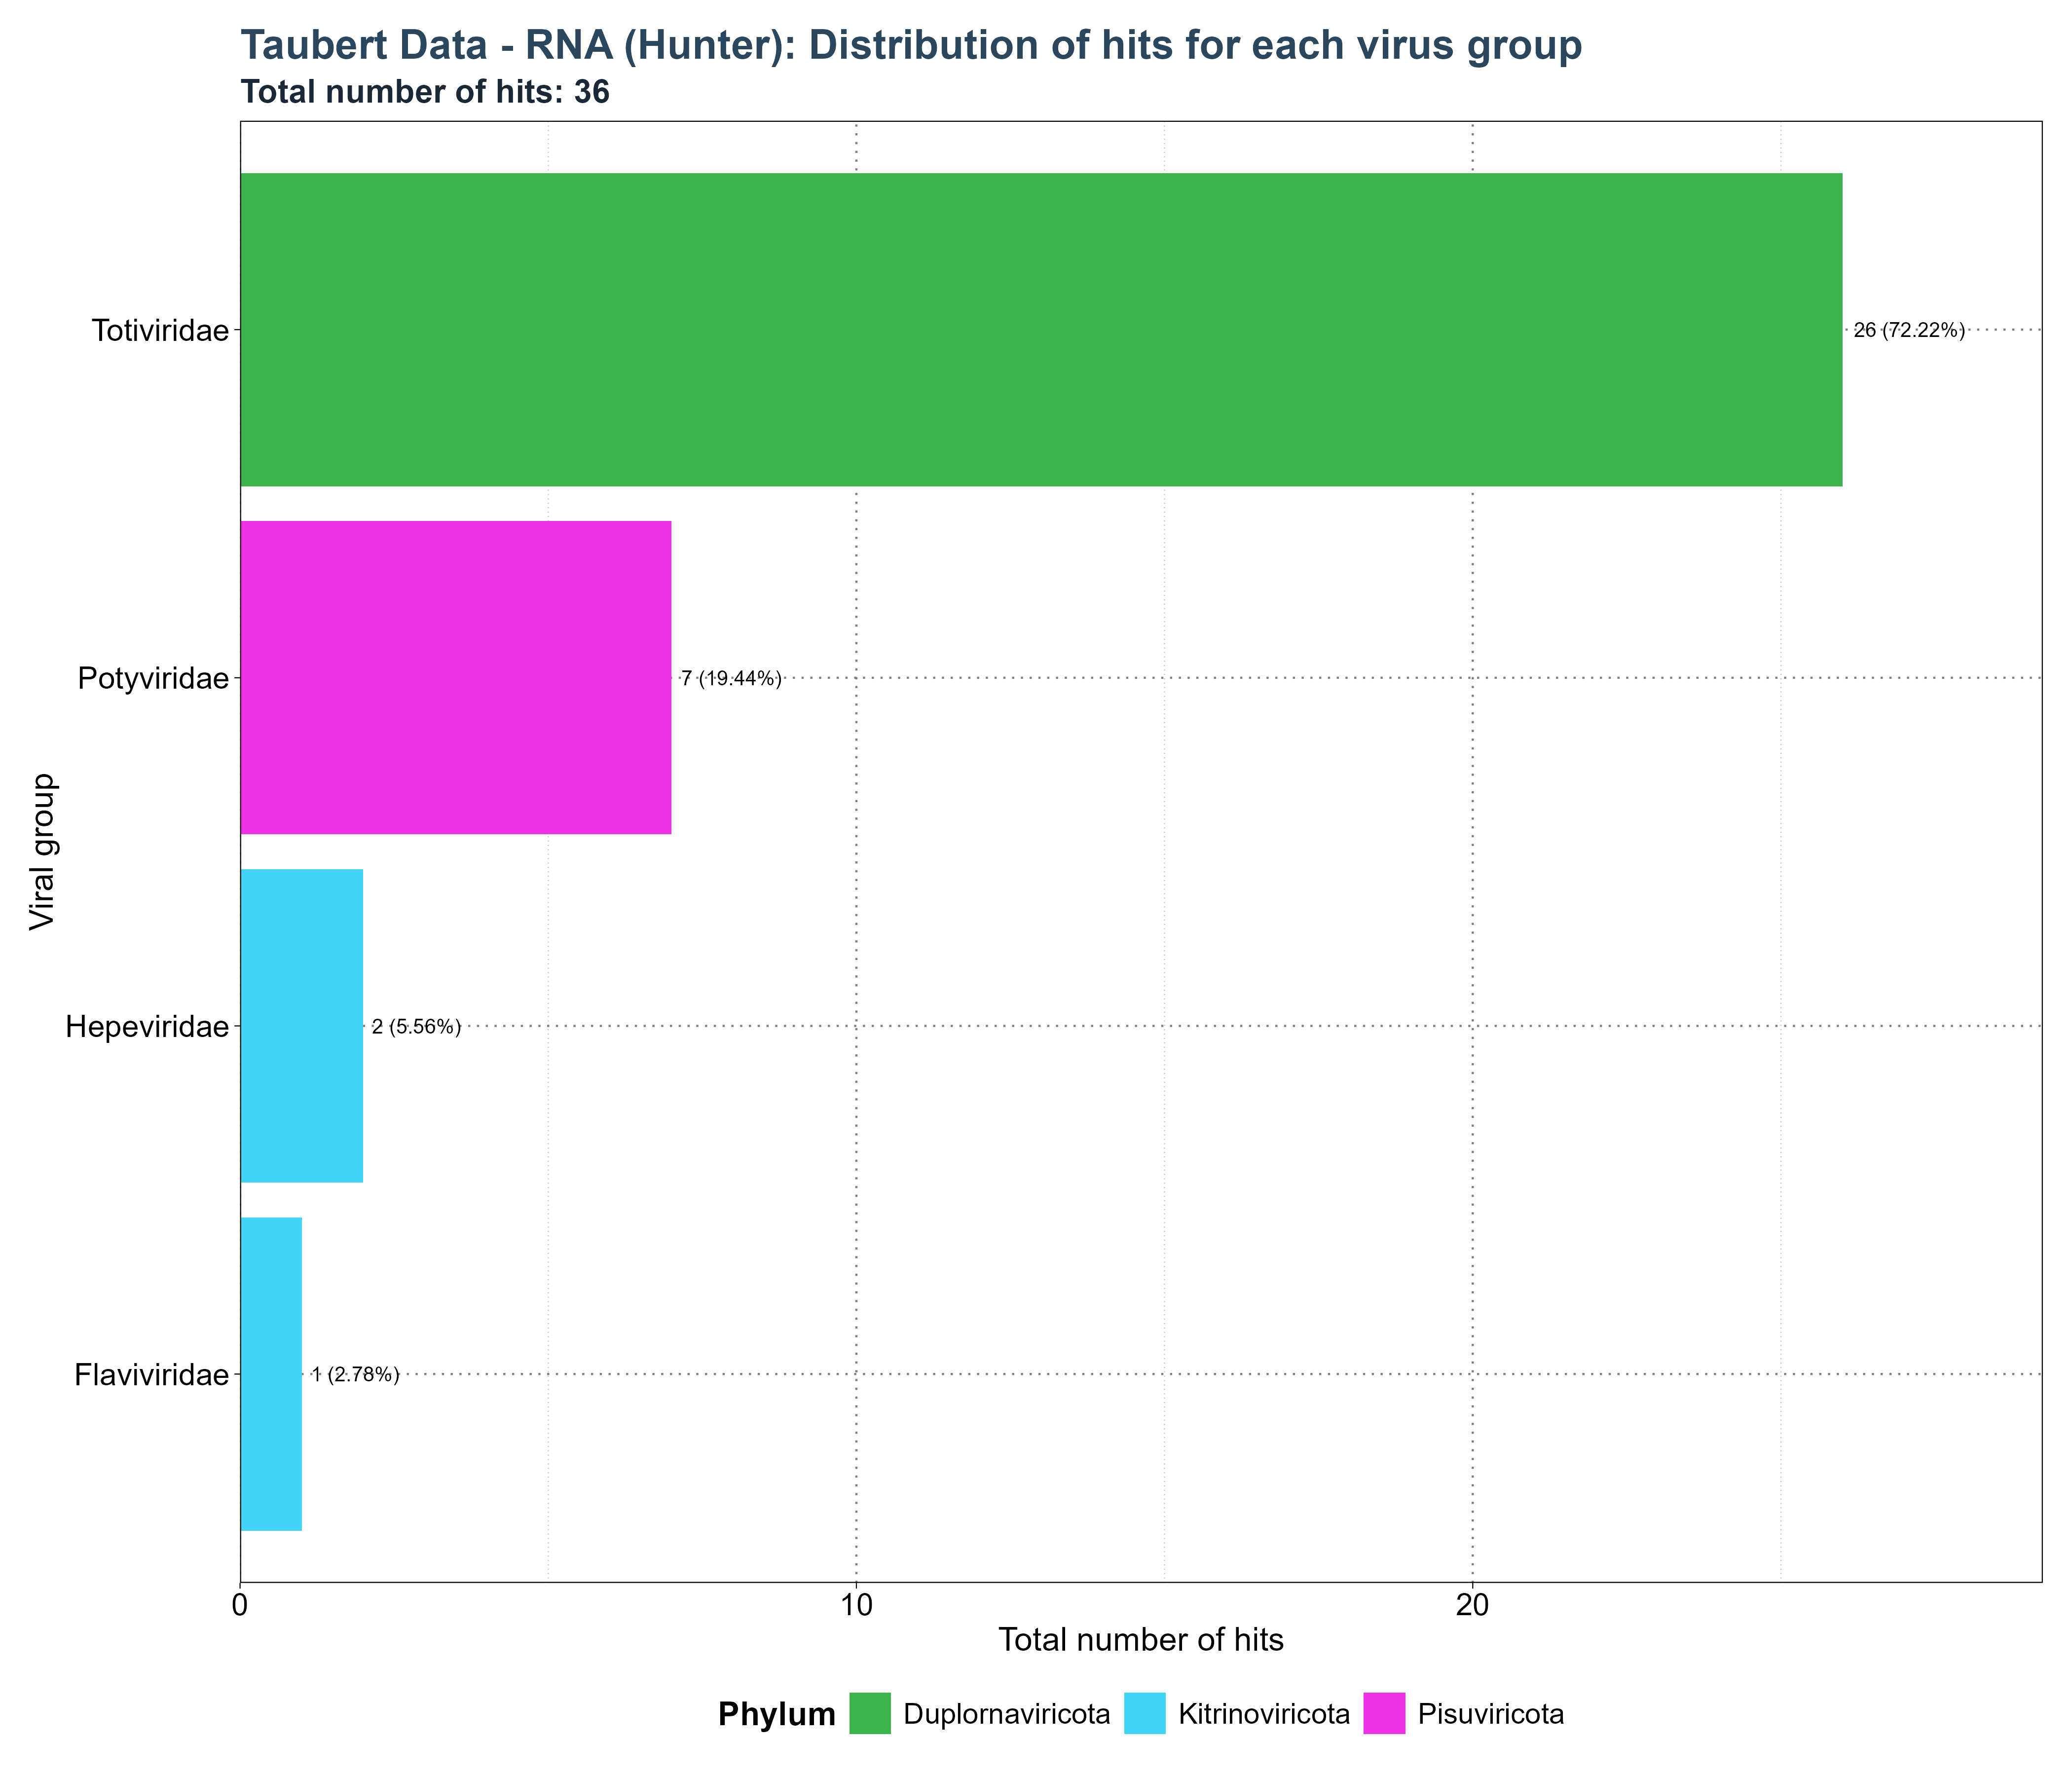 Taubert Data - RNA (Hunter): Distribution of hits for each virus group
Total number of hits: 36
Viral group
Totiviridae
26 (72.22%)
Potyviridae
7 (19.44%)
Hepeviridae
2 (5.56%)
Flaviviridae
1 (2.78%)
0 10 20
Total number of hits
Phylum Duplornaviricota Kitrinoviricota Pisuviricota